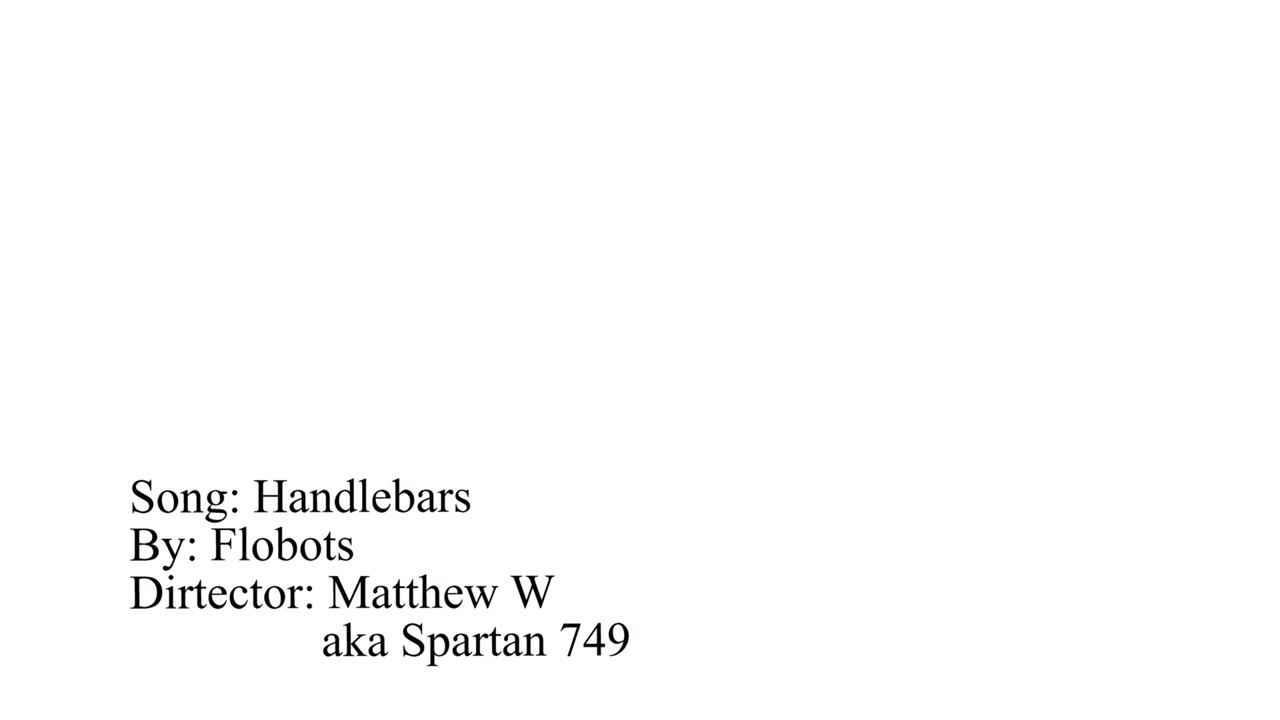 Song: Handlebars
By: Flobots
Dirtector: Matthew W
aka Spartan 749